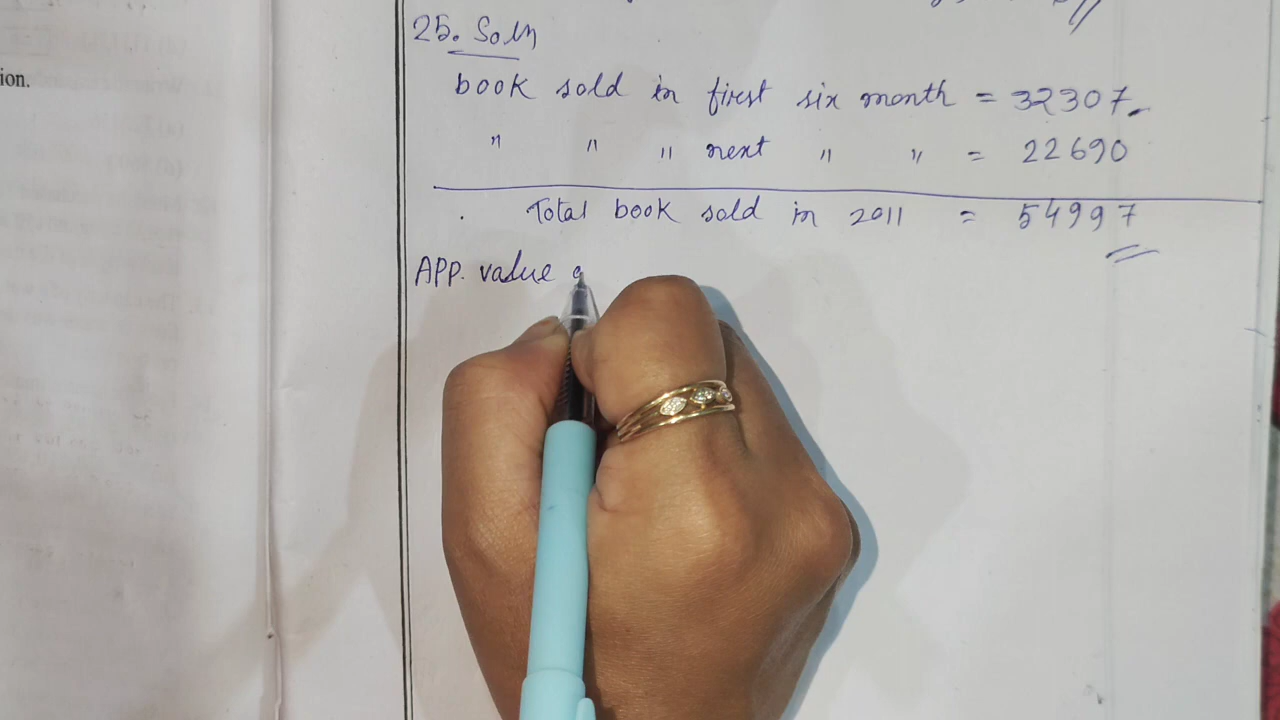 ion.
25. Soln
book sold in first six month = 32307
" " " next " " = 22690
Total book sold in 2011 = 54997
APP. value